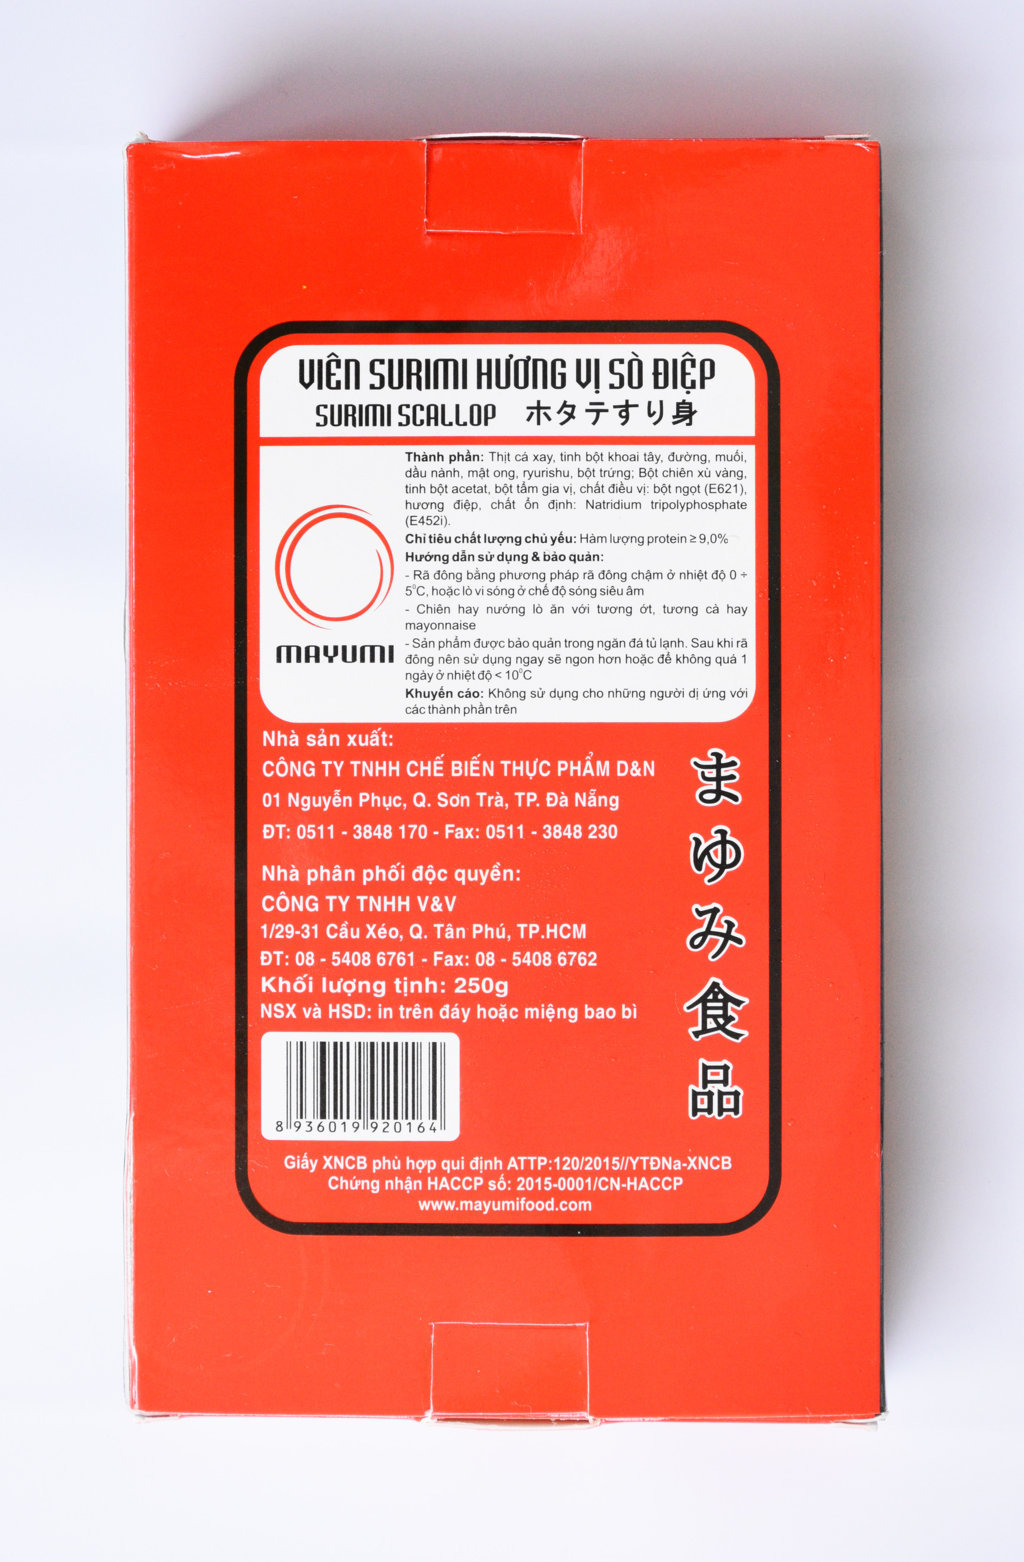 VIÊN SURIMI HƯƠNG VỊ SÒ ĐIỆP
SURIMI SCALLOP ホタテすり身
Thành phần: Thịt cá xay, tinh bột khoai tây, đường, muối,
dầu nành, mật ong, ryurishu, bột trứng; Bột chiên xù vàng,
tinh bột acetat, bột tẩm gia vị, chất điều vị: bột ngọt (E621),
hương điệp, chất ổn định: Natridium tripolyphosphate
(E452i).
Chỉ tiêu chất lượng chủ yếu: Hàm lượng protein ≥ 9,0%
Hướng dẫn sử dụng & bảo quản:
- Rã đông bằng phương pháp rã đông chậm ở nhiệt độ 0 ÷
5⁰C, hoặc lò vi sóng ở chế độ sóng siêu âm
- Chiên hay nướng lò ăn với tương ớt, tương cà hay
mayonnaise
- Sản phẩm được bảo quản trong ngăn đá tủ lạnh. Sau khi rã
đông nên sử dụng ngay sẽ ngon hơn hoặc để không quá 1
ngày ở nhiệt độ < 10⁰C
Khuyến cáo: Không sử dụng cho những người dị ứng với
các thành phần trên
MAYUMI
Nhà sản xuất:
CÔNG TY TNHH CHẾ BIẾN THỰC PHẨM D&N
01 Nguyễn Phục, Q. Sơn Trà, TP. Đà Nẵng
ĐT: 0511 - 3848 170 - Fax: 0511 - 3848 230
Nhà phân phối độc quyền:
CÔNG TY TNHH V&V
1/29-31 Cầu Xéo, Q. Tân Phú, TP.HCM
ĐT: 08 - 5408 6761 - Fax: 08 - 5408 6762
Khối lượng tịnh: 250g
NSX và HSD: in trên đáy hoặc miệng bao bì
まゆみ食品
8 936019 920164
Giấy XNCB phù hợp qui định ATTP:120/2015//YTĐNa-XNCB
Chứng nhận HACCP số: 2015-0001/CN-HACCP
www.mayumifood.com